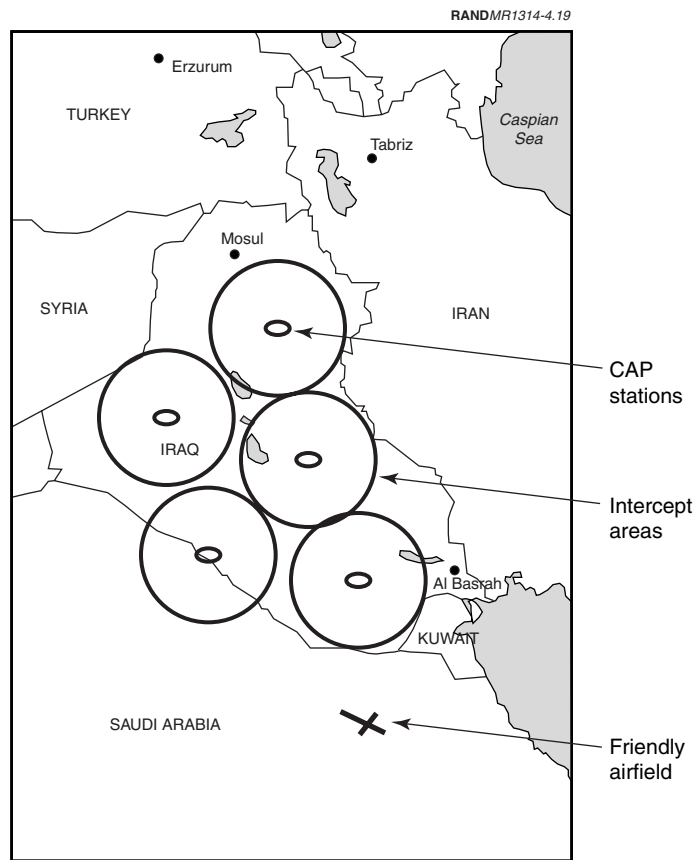 RANDMR1314-4.19
Erzurum
TURKEY
Caspian
Sea
Tabriz
Mosul
SYRIA
IRAN
CAP
stations
IRAQ
Intercept
areas
Al Basrah
KUWAIT
SAUDI ARABIA
Friendly
airfield